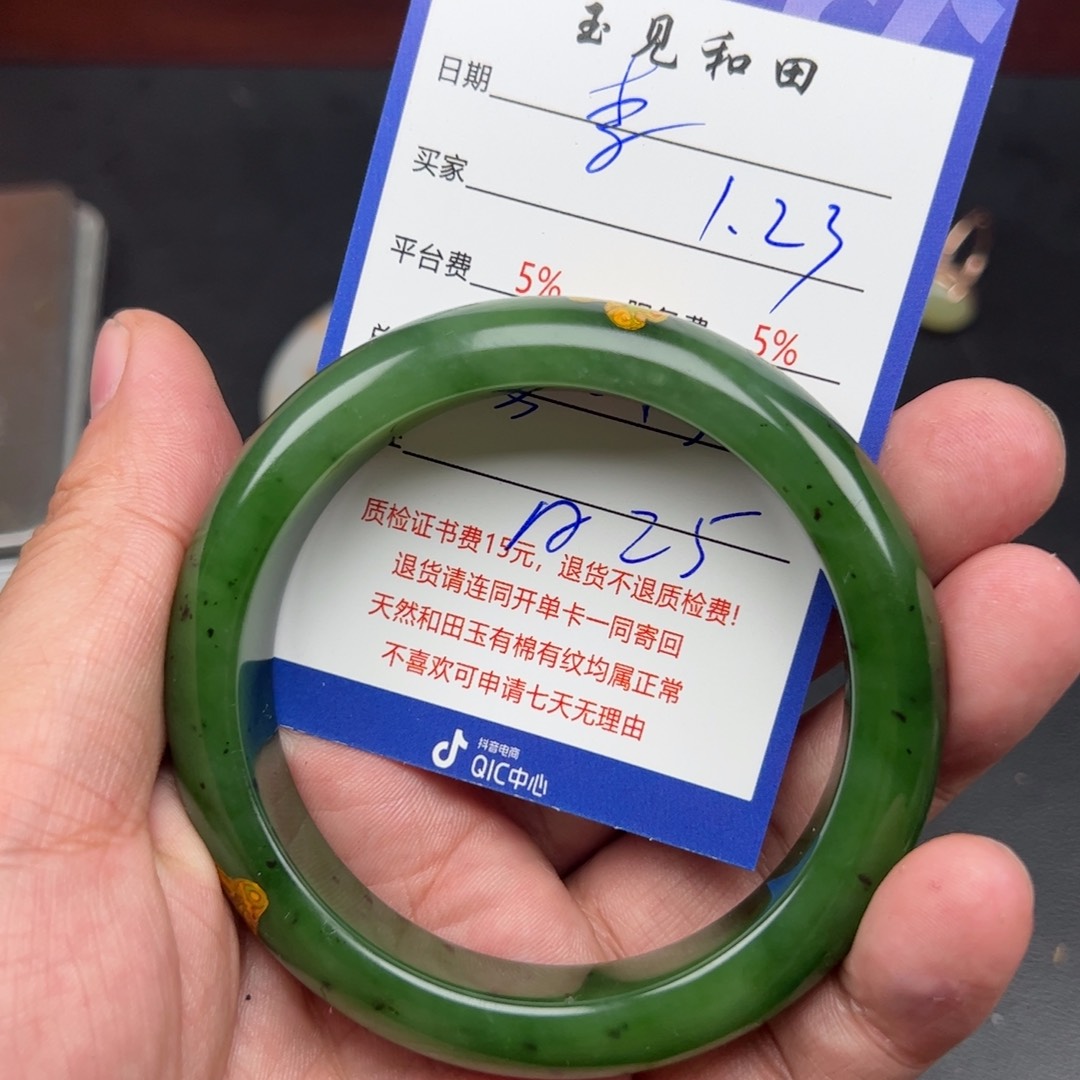 玉见和田
日期 李
买家 1.23
平台费 5% 服务费 5%
25
质检证书费15元，退货不退质检费!
退货请连同开单卡一同寄回
天然和田玉有棉有纹均属正常
不喜欢可申请七天无理由
抖音电商
QIC中心